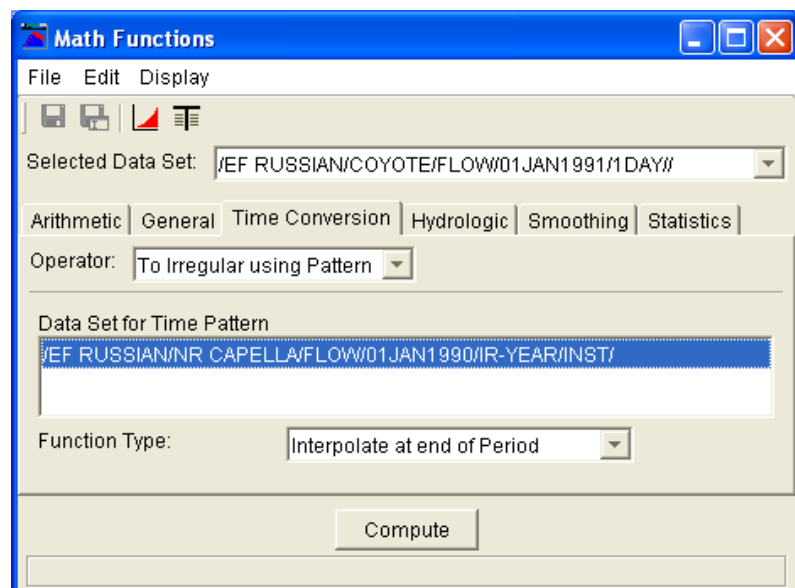 Math Functions
File Edit Display
Selected Data Set: /EF RUSSIAN/COYOTE/FLOW/01JAN1991/1DAY//
Arithmetic General Time Conversion Hydrologic Smoothing Statistics
Operator: To Irregular using Pattern
Data Set for Time Pattern
/EF RUSSIAN/NR CAPELLA/FLOW/01JAN1990/IR-YEAR/INST/
Function Type: Interpolate at end of Period
Compute